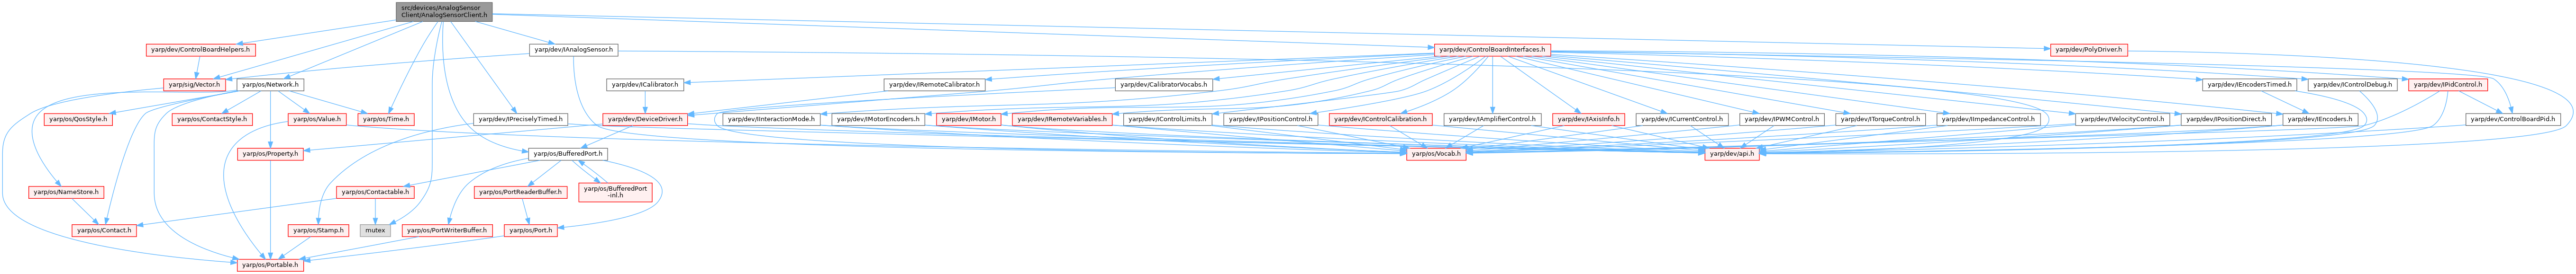 src/devices/AnalogSensor
Client/AnalogSensorClient.h
yarp/dev/ControlBoardHelpers.h
yarp/dev/IAnalogSensor.h
yarp/dev/ControlBoardInterfaces.h
yarp/dev/PolyDriver.h
yarp/sig/Vector.h
yarp/os/Network.h
yarp/dev/ICalibrator.h
yarp/dev/IRemoteCalibrator.h
yarp/dev/CalibratorVocabs.h
yarp/dev/IEncodersTimed.h
yarp/dev/IControlDebug.h
yarp/dev/IPidControl.h
yarp/os/QosStyle.h
yarp/os/ContactStyle.h
yarp/os/Value.h
yarp/os/Time.h
yarp/dev/IPreciselyTimed.h
yarp/dev/DeviceDriver.h
yarp/dev/IInteractionMode.h
yarp/dev/IMotorEncoders.h
yarp/dev/IMotor.h
yarp/dev/IRemoteVariables.h
yarp/dev/IControlLimits.h
yarp/dev/IPositionControl.h
yarp/dev/IControlCalibration.h
yarp/dev/IAmplifierControl.h
yarp/dev/IAxisInfo.h
yarp/dev/ICurrentControl.h
yarp/dev/IPWMControl.h
yarp/dev/ITorqueControl.h
yarp/dev/IImpedanceControl.h
yarp/dev/IVelocityControl.h
yarp/dev/IPositionDirect.h
yarp/dev/IEncoders.h
yarp/dev/ControlBoardPid.h
yarp/os/Property.h
yarp/os/BufferedPort.h
yarp/os/Vocab.h
yarp/dev/api.h
yarp/os/NameStore.h
yarp/os/Contactable.h
yarp/os/PortReaderBuffer.h
yarp/os/BufferedPort
-inl.h
yarp/os/Contact.h
yarp/os/Stamp.h
mutex
yarp/os/PortWriterBuffer.h
yarp/os/Port.h
yarp/os/Portable.h